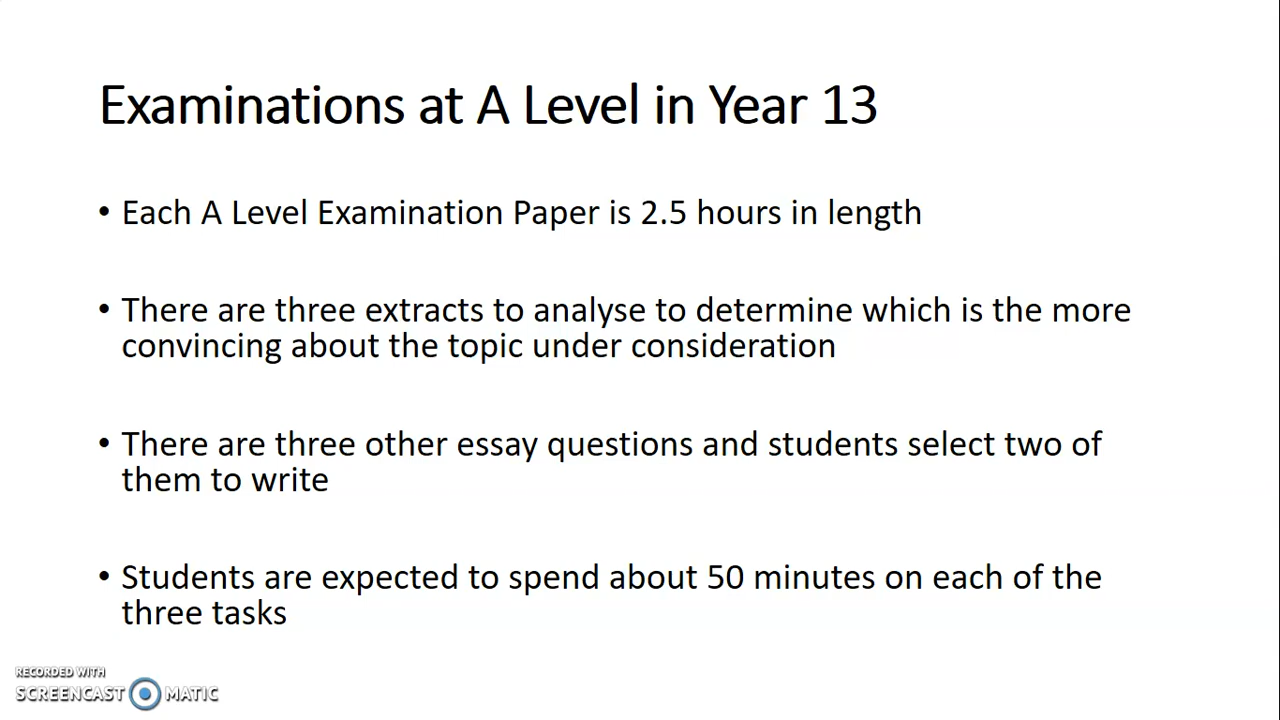 Examinations at A Level in Year 13
• Each A Level Examination Paper is 2.5 hours in length
• There are three extracts to analyse to determine which is the more
convincing about the topic under consideration
• There are three other essay questions and students select two of
them to write
• Students are expected to spend about 50 minutes on each of the
three tasks
RECORDED WITH
SCREENCAST MATIC